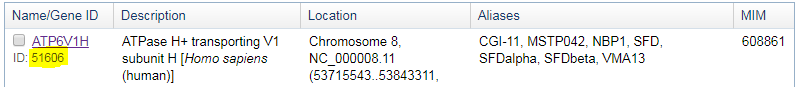 Name/Gene ID Description Location Aliases MIM
ATP6V1H ATPase H+ transporting V1 Chromosome 8, CGI-11, MSTP042, NBP1, SFD, 608861
ID: 51606 subunit H [Homo sapiens NC_000008.11 SFDalpha, SFDbeta, VMA13
(human)] (53715543..53843311,